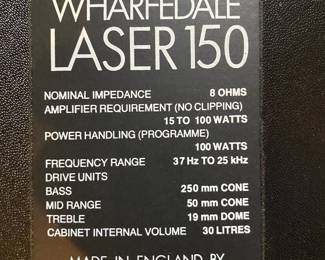 WHARFEDALE
LASER 150
NOMINAL IMPEDANCE 8 OHMS
AMPLIFIER REQUIREMENT (NO CLIPPING)
15 TO 100 WATTS
POWER HANDLING (PROGRAMME)
100 WATTS
FREQUENCY RANGE 37 Hz TO 25 kHz
DRIVE UNITS
BASS 250 mm CONE
MID RANGE 50 mm CONE
TREBLE 19 mm DOME
CABINET INTERNAL VOLUME 30 LITRES
MADE IN ENGLAND BY